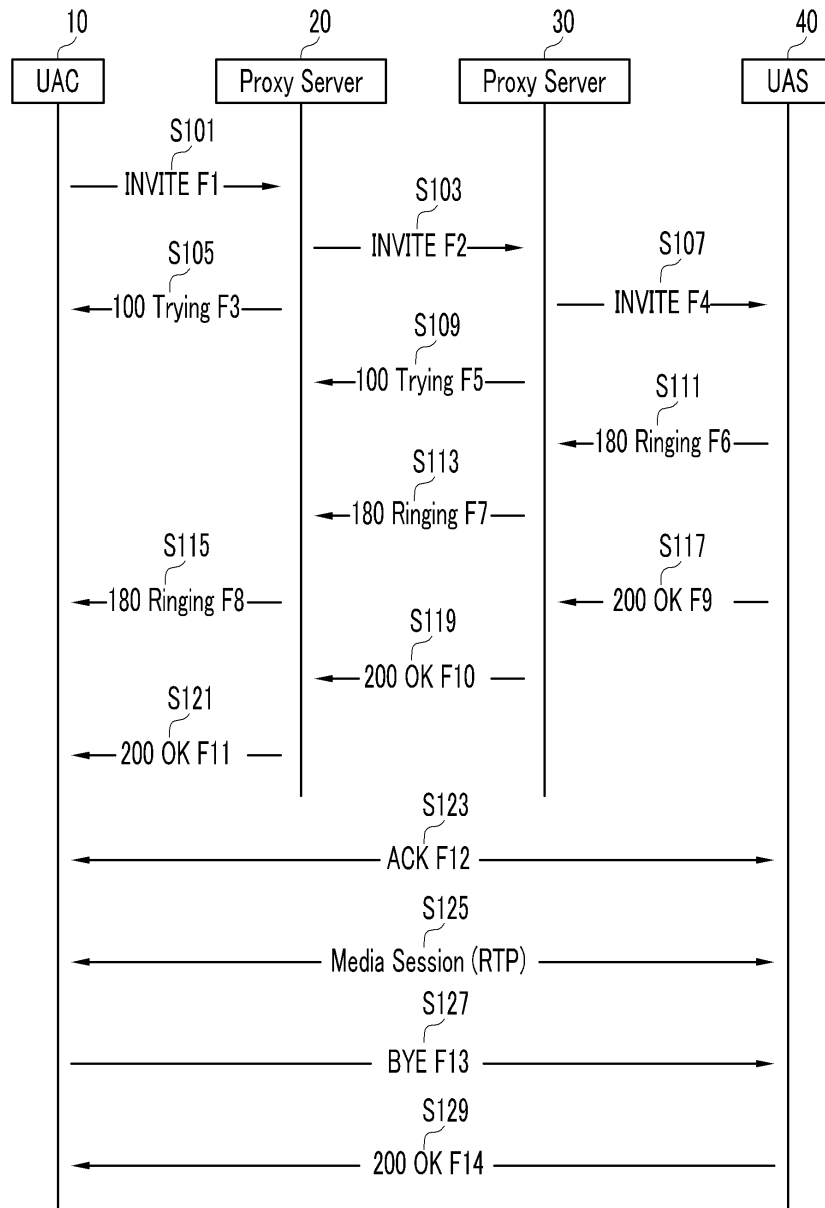 10
20
30
40
UAC
Proxy Server
Proxy Server
UAS
S101
INVITE F1
S103
INVITE F2
S105
100 Trying F3
S107
INVITE F4
S109
100 Trying F5
S111
180 Ringing F6
S113
180 Ringing F7
S115
180 Ringing F8
S117
200 OK F9
S119
200 OK F10
S121
200 OK F11
S123
ACK F12
S125
Media Session (RTP)
S127
BYE F13
S129
200 OK F14